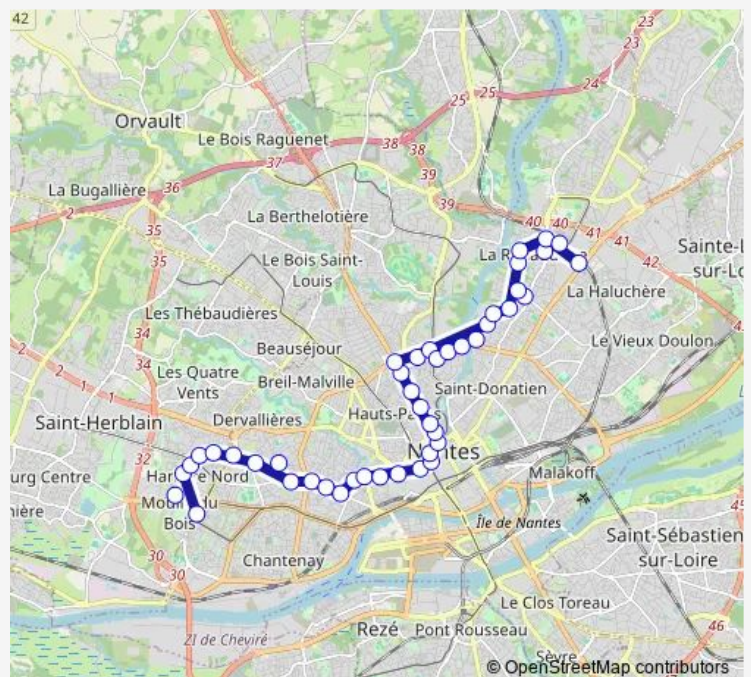 42
23
23
24
25
25
Orvault
Le Bois Raguenet
38
38
37
39
36
La Bugallière
39
40
40
2
La Berthelotière
35
41
41
Sainte-L
sur-Lo
35
Le Bois Saint-
Louis
42
La Haluchère
Les Thébaudières
34
Beauséjour
Le Vieux Doulon
2
34
Les Quatre
Vents
Breil-Malville
Saint-Donatien
2
1
1
Saint-Herblain
Dervallières
Nantes
32
urg Centre
Malakoff
Bois
Île de Nantes
Saint-Sébastien
sur-Loire
30
30
Chantenay
Le Clos Toreau
ZI de Cheviré
Rezé
Pont Rousseau
46
Sèvre
© OpenStreetMap contributors